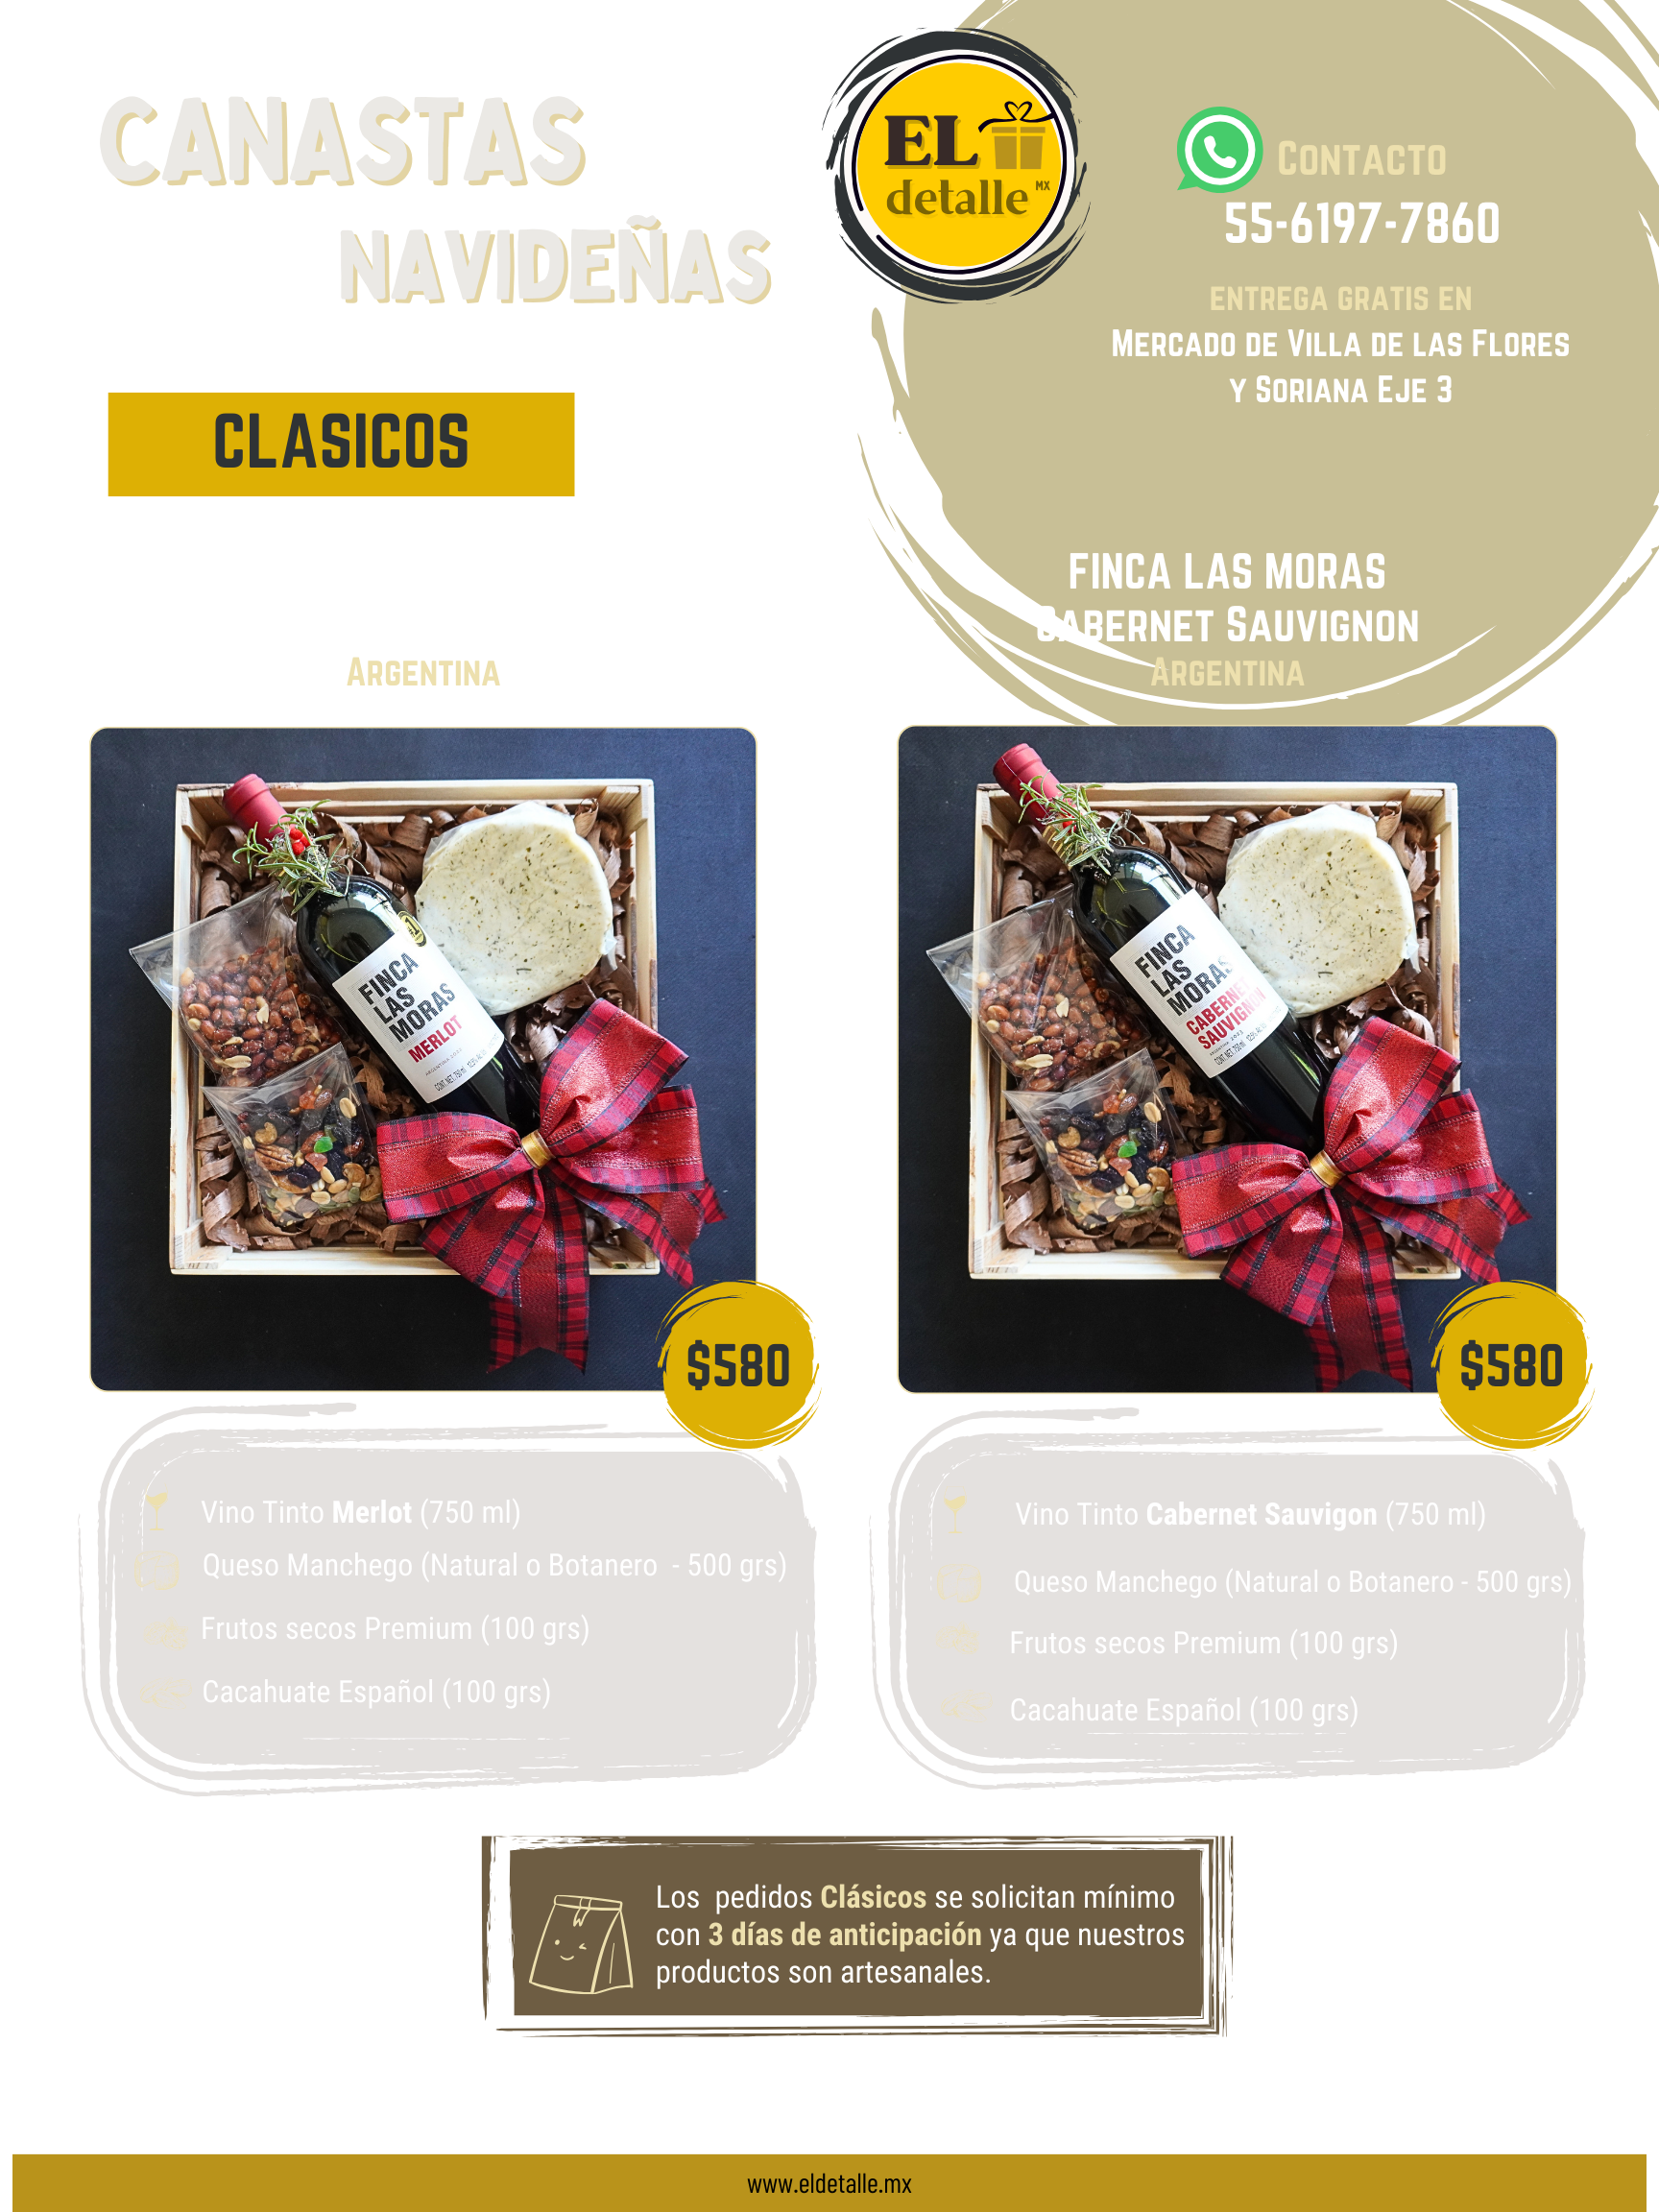 CANASTAS
NAVIDEÑAS
EL
detalle MX
CONTACTO
55-6197-7860
ENTREGA GRATIS EN
MERCADO DE VILLA DE LAS FLORES
Y SORIANA EJE 3
CLASICOS
ARGENTINA
FINCA LAS MORAS
CABERNET SAUVIGNON
ARGENTINA
FINCA
LAS
MORAS
MERLOT
$580
FINCA
LAS
MORAS
CABERNET
SAUVIGNON
$580
Vino Tinto Merlot (750 ml)
Queso Manchego (Natural o Botanero - 500 grs)
Frutos secos Premium (100 grs)
Cacahuate Español (100 grs)
Vino Tinto Cabernet Sauvigon (750 ml)
Queso Manchego (Natural o Botanero - 500 grs)
Frutos secos Premium (100 grs)
Cacahuate Español (100 grs)
Los pedidos Clásicos se solicitan mínimo
con 3 días de anticipación ya que nuestros
productos son artesanales.
www.eldetalle.mx